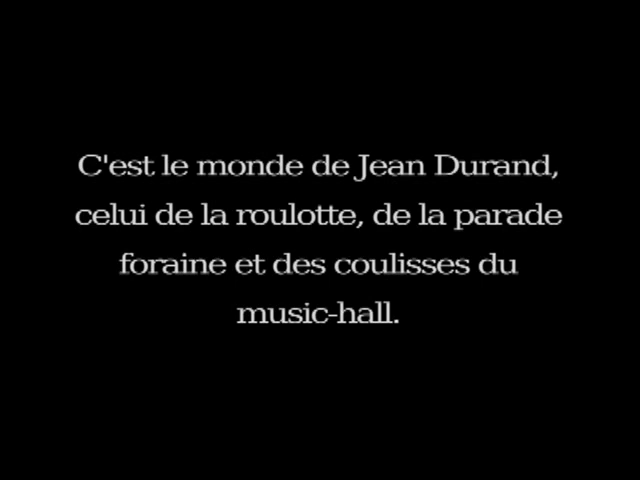 C'est le monde de Jean Durand,
celui de la roulotte, de la parade
foraine et des coulisses du
music-hall.